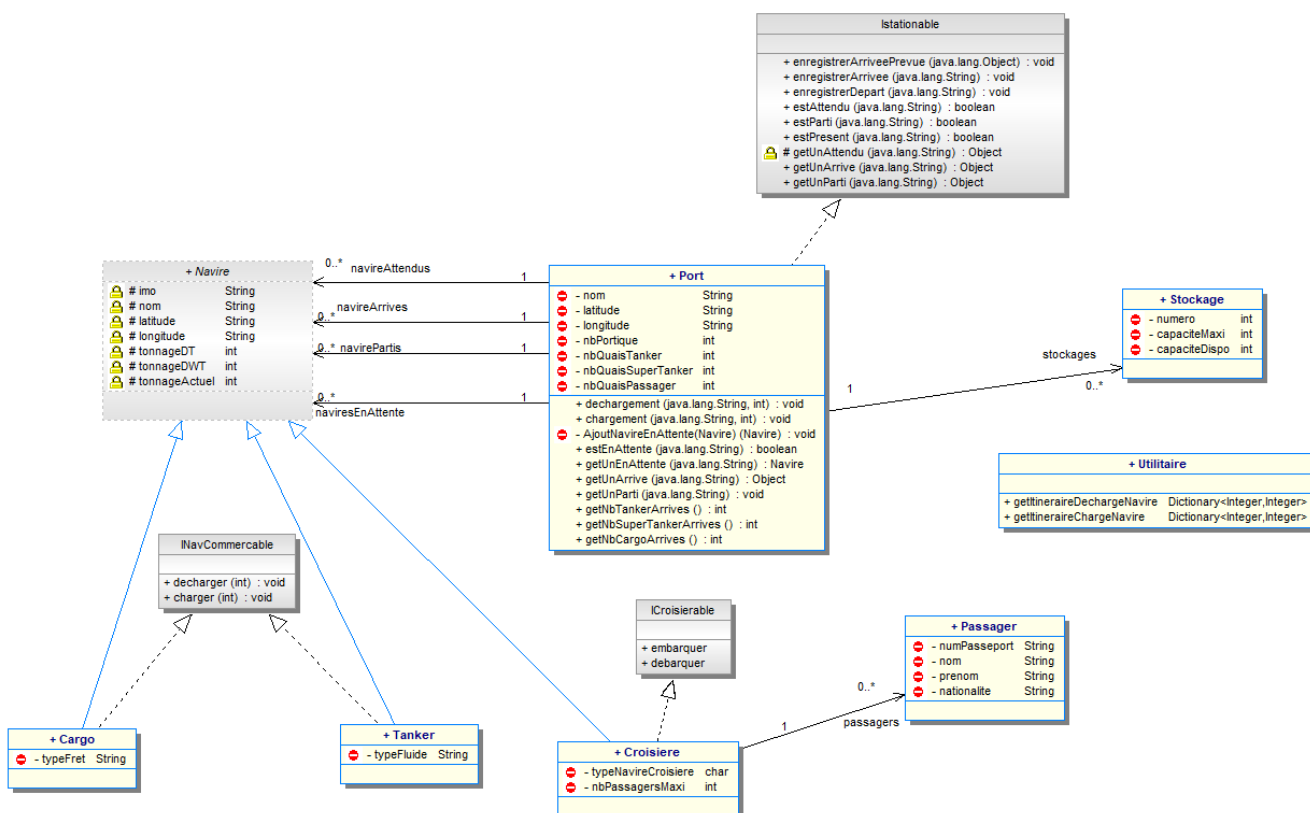 Istationable
+ enregistrerArriveePrevue (java.lang.Object) : void
+ enregistrerArrivee (java.lang.String) : void
+ enregistrerDepart (java.lang.String) : void
+ estAttendu (java.lang.String) : boolean
+ estParti (java.lang.String) : boolean
+ estPresent (java.lang.String) : boolean
# getUnAttendu (java.lang.String) : Object
+ getUnArrive (java.lang.String) : Object
+ getUnParti (java.lang.String) : Object
+ Navire
# imo String
# nom String
# latitude String
# longitude String
# tonnageDT int
# tonnageDWT int
# tonnageActuel int
0..* navireAttendus 1
navireArrives
0..* 1
0..* navirePartis 1
0..* 1
naviresEnAttente
+ Port
- nom String
- latitude String
- longitude String
- nbPortique int
- nbQuaisTanker int
- nbQuaisSuperTanker int
- nbQuaisPassager int
+ dechargement (java.lang.String, int) : void
+ chargement (java.lang.String, int) : void
- AjoutNavireEnAttente(Navire) (Navire) : void
+ estEnAttente (java.lang.String) : boolean
+ getUnEnAttente (java.lang.String) : Navire
+ getUnArrive (java.lang.String) : Object
+ getUnParti (java.lang.String) : void
+ getNbTankerArrives () : int
+ getNbSuperTankerArrives () : int
+ getNbCargoArrives () : int
stockages
1
0..*
+ Stockage
- numero int
- capaciteMaxi int
- capaciteDispo int
+ Utilitaire
+ getItineraireDechargeNavire Dictionary<Integer,Integer>
+ getItineraireChargeNavire Dictionary<Integer,Integer>
INavCommercable
+ decharger (int) : void
+ charger (int) : void
ICroisierable
+ embarquer
+ debarquer
+ Passager
- numPasseport String
- nom String
- prenom String
- nationalite String
0..*
1
passagers
+ Cargo
- typeFret String
+ Tanker
- typeFluide String
+ Croisiere
- typeNavireCroisiere char
- nbPassagersMaxi int